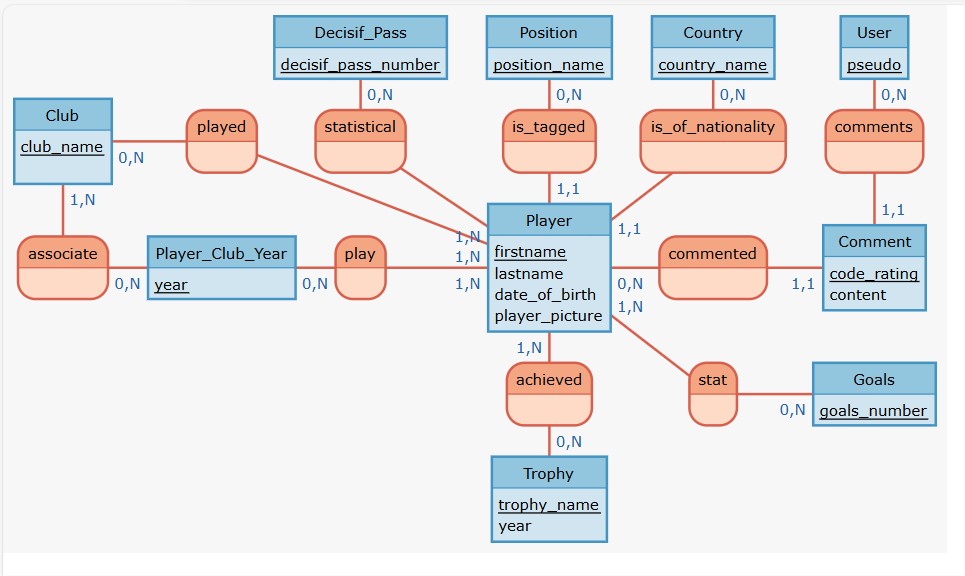 Decisif_Pass
decisif_pass_number
Position
position_name
Country
country_name
User
pseudo
0,N
0,N
0,N
0,N
Club
club_name
played
statistical
is_tagged
is_of_nationality
comments
0,N
1,N
1,1
1,1
1,1
Player
firstname
lastname
date_of_birth
player_picture
1,N
1,N
1,N
associate
0,N
Player_Club_Year
year
0,N
play
0,N
1,N
commented
1,1
Comment
code_rating
content
1,N
achieved
stat
0,N
Goals
goals_number
0,N
Trophy
trophy_name
year